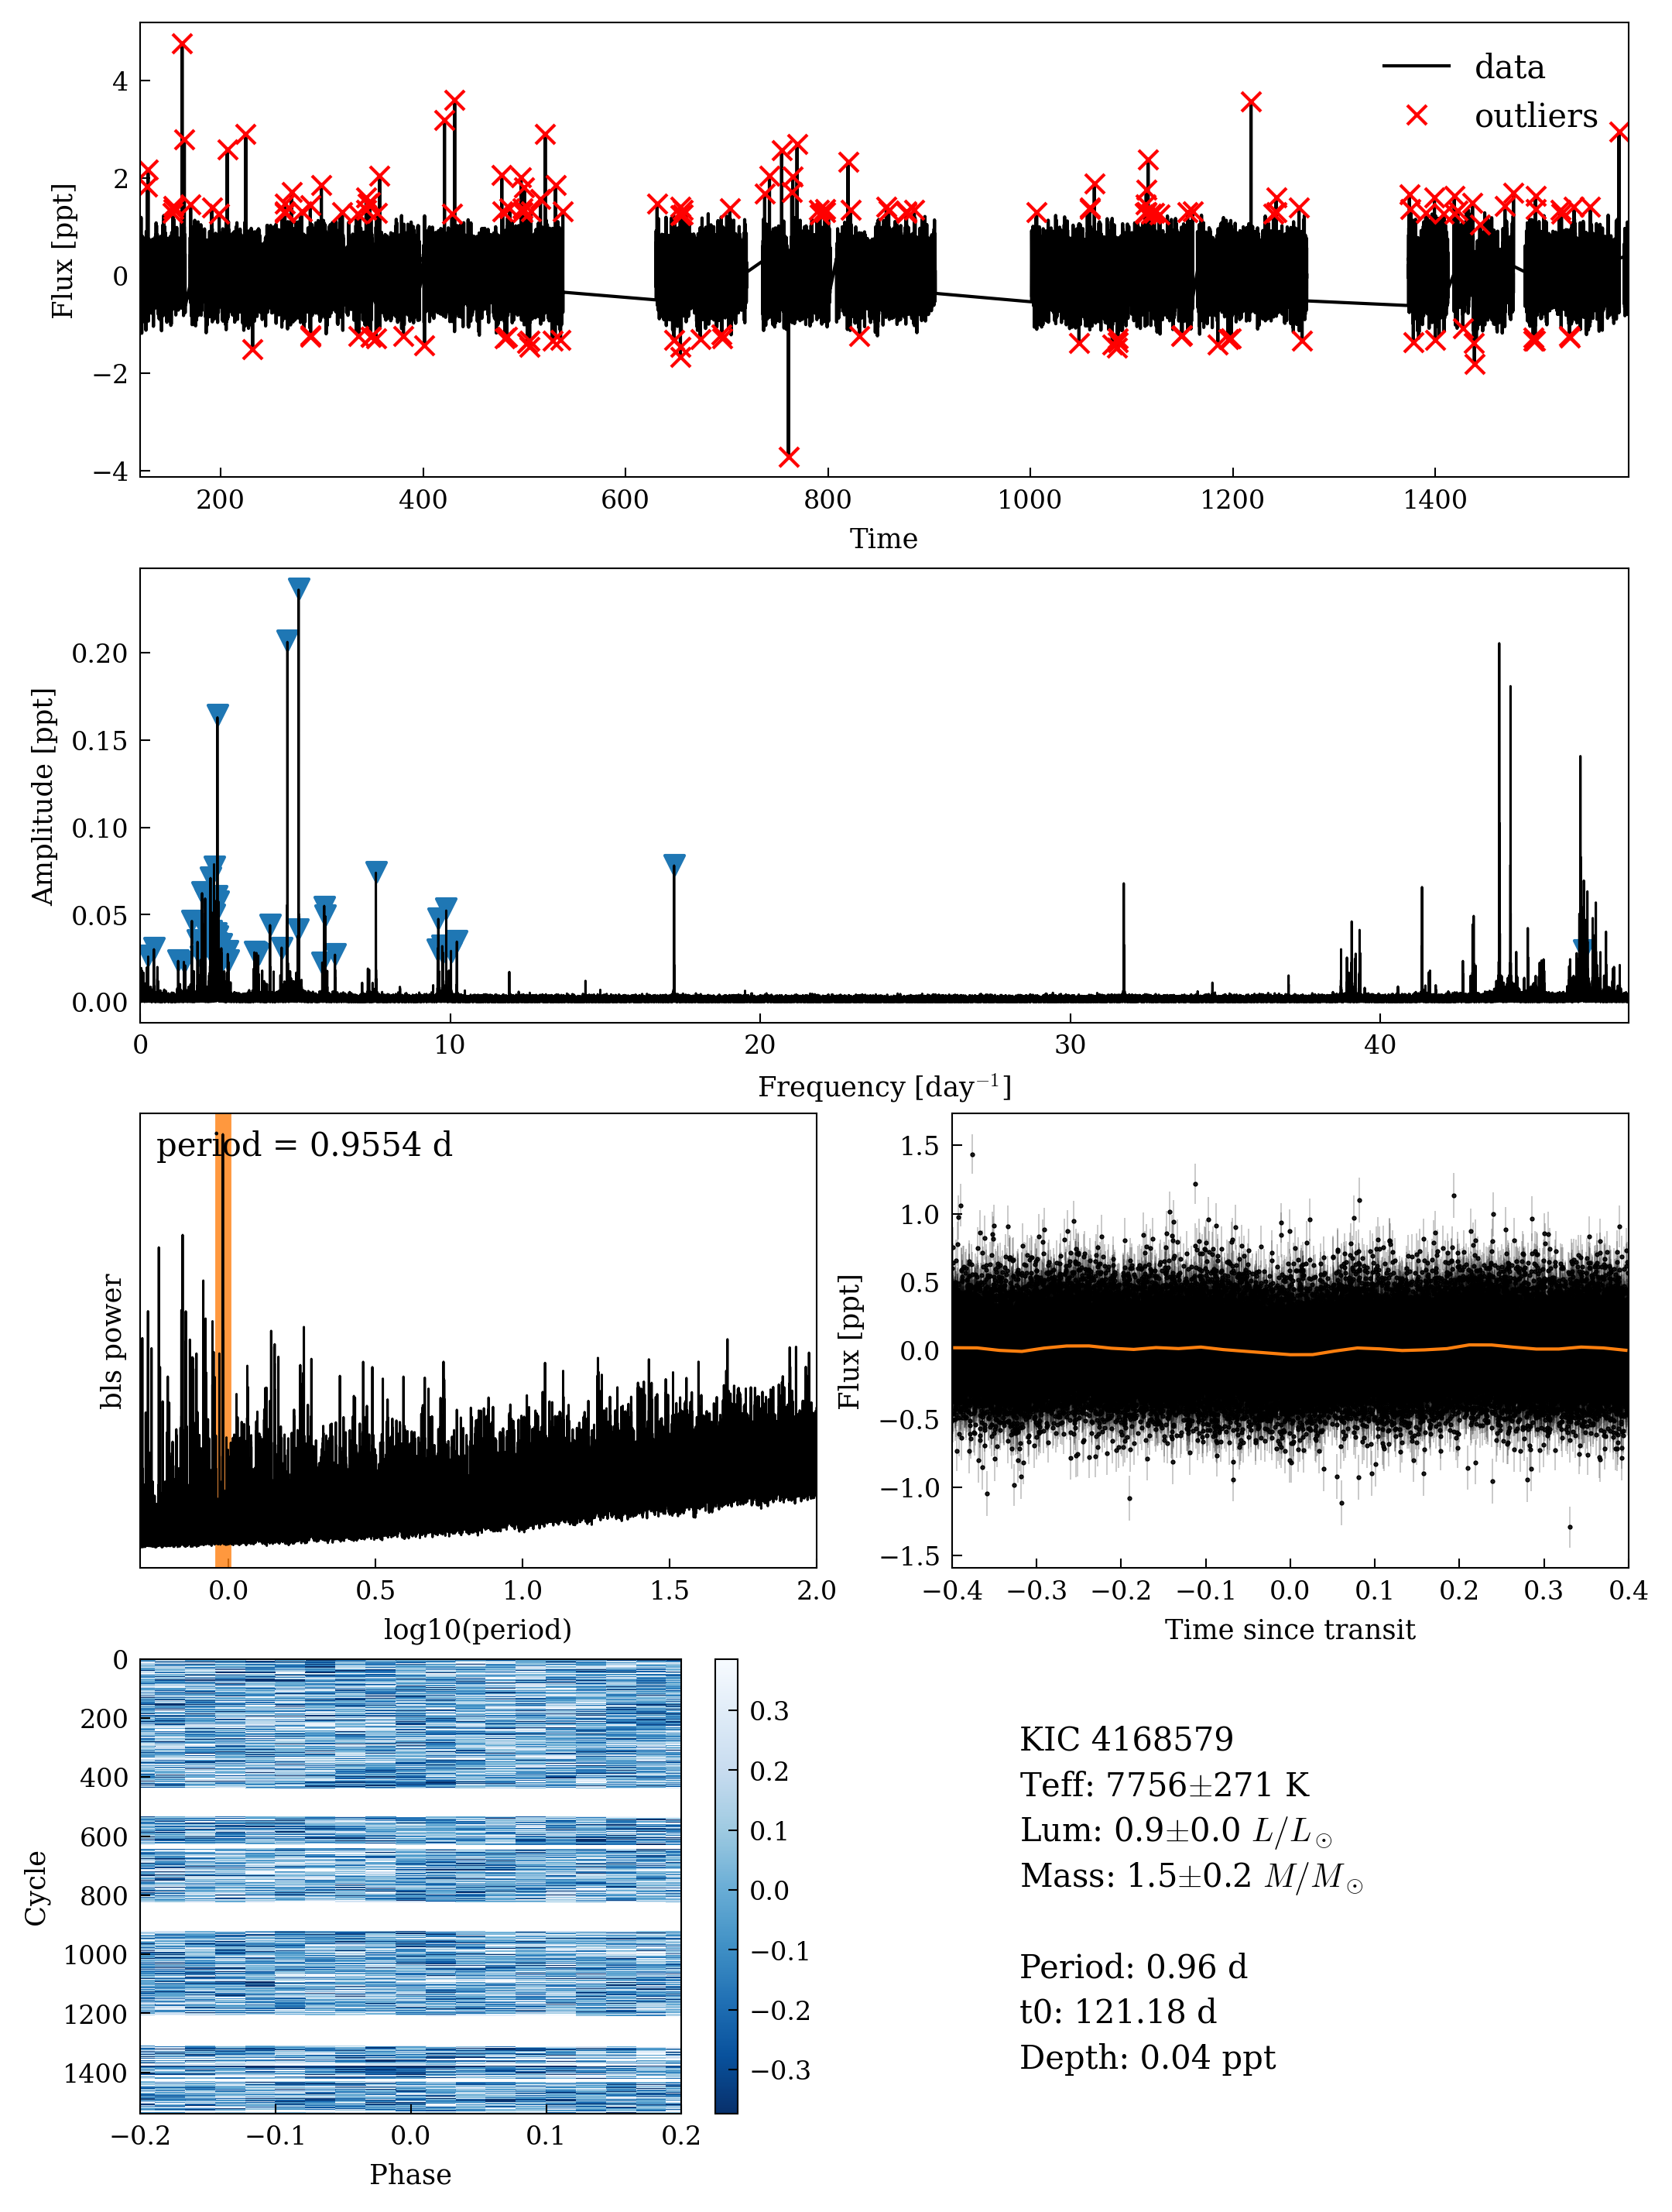 data
outliers
Flux [ppt]
4
2
0
−2
−4
200 400 600 800 1000 1200 1400
Time
Amplitude [ppt]
0.20
0.15
0.10
0.05
0.00
0 10 20 30 40
Frequency [day⁻¹]
period = 0.9554 d
bls power
0.0 0.5 1.0 1.5 2.0
log10(period)
Flux [ppt]
1.5
1.0
0.5
0.0
−0.5
−1.0
−1.5
−0.4 −0.3 −0.2 −0.1 0.0 0.1 0.2 0.3 0.4
Time since transit
Cycle
0
200
400
600
800
1000
1200
1400
−0.2 −0.1 0.0 0.1 0.2
Phase
0.3
0.2
0.1
0.0
−0.1
−0.2
−0.3
KIC 4168579
Teff: 7756±271 K
Lum: 0.9±0.0 L/L⊙
Mass: 1.5±0.2 M/M⊙
Period: 0.96 d
t0: 121.18 d
Depth: 0.04 ppt